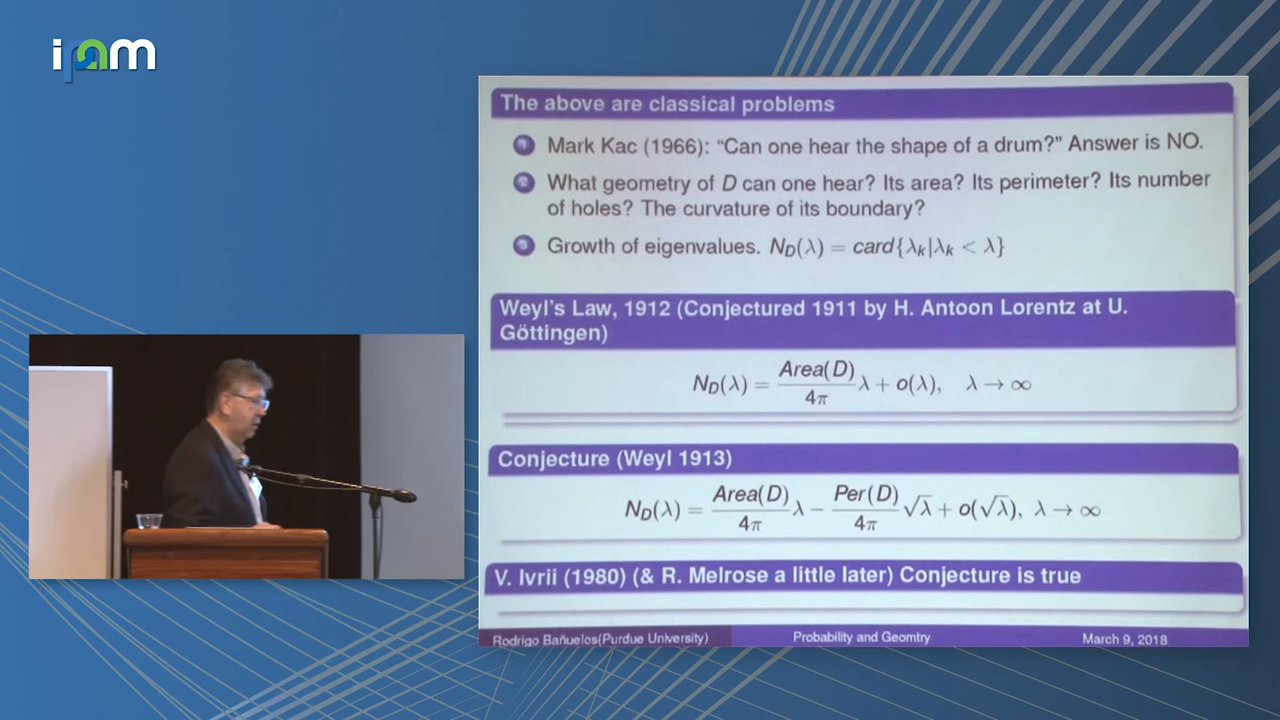 ipam
The above are classical problems
1 Mark Kac (1966): “Can one hear the shape of a drum?” Answer is NO.
2 What geometry of D can one hear? Its area? Its perimeter? Its number
of holes? The curvature of its boundary?
3 Growth of eigenvalues. N_D(λ) = card{λ_k|λ_k < λ}
Weyl's Law, 1912 (Conjectured 1911 by H. Antoon Lorentz at U.
Göttingen)
N_D(λ) = Area(D)/4π λ + o(λ), λ → ∞
Conjecture (Weyl 1913)
N_D(λ) = Area(D)/4π λ − Per(D)/4π √λ + o(√λ), λ → ∞
V. Ivrii (1980) (& R. Melrose a little later) Conjecture is true
Rodrigo Bañuelos(Purdue University) Probability and Geomtry March 9, 2018